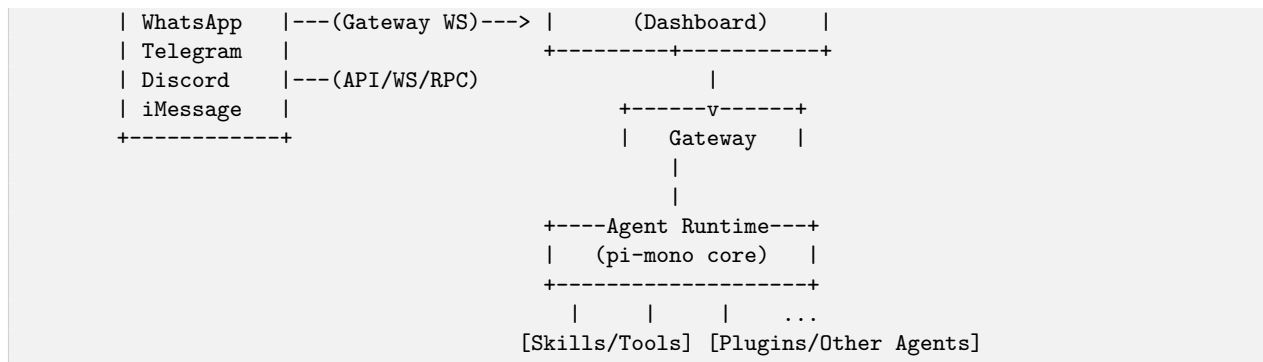 | WhatsApp   |---(Gateway WS)---> |      (Dashboard)    |
| Telegram   |                    +---------+-----------+
| Discord    |---(API/WS/RPC)                |
| iMessage   |                         +------v------+
+------------+                         |   Gateway   |
|
|
+----Agent Runtime---+
|   (pi-mono core)   |
+--------------------+
|     |     |     ...
[Skills/Tools] [Plugins/Other Agents]